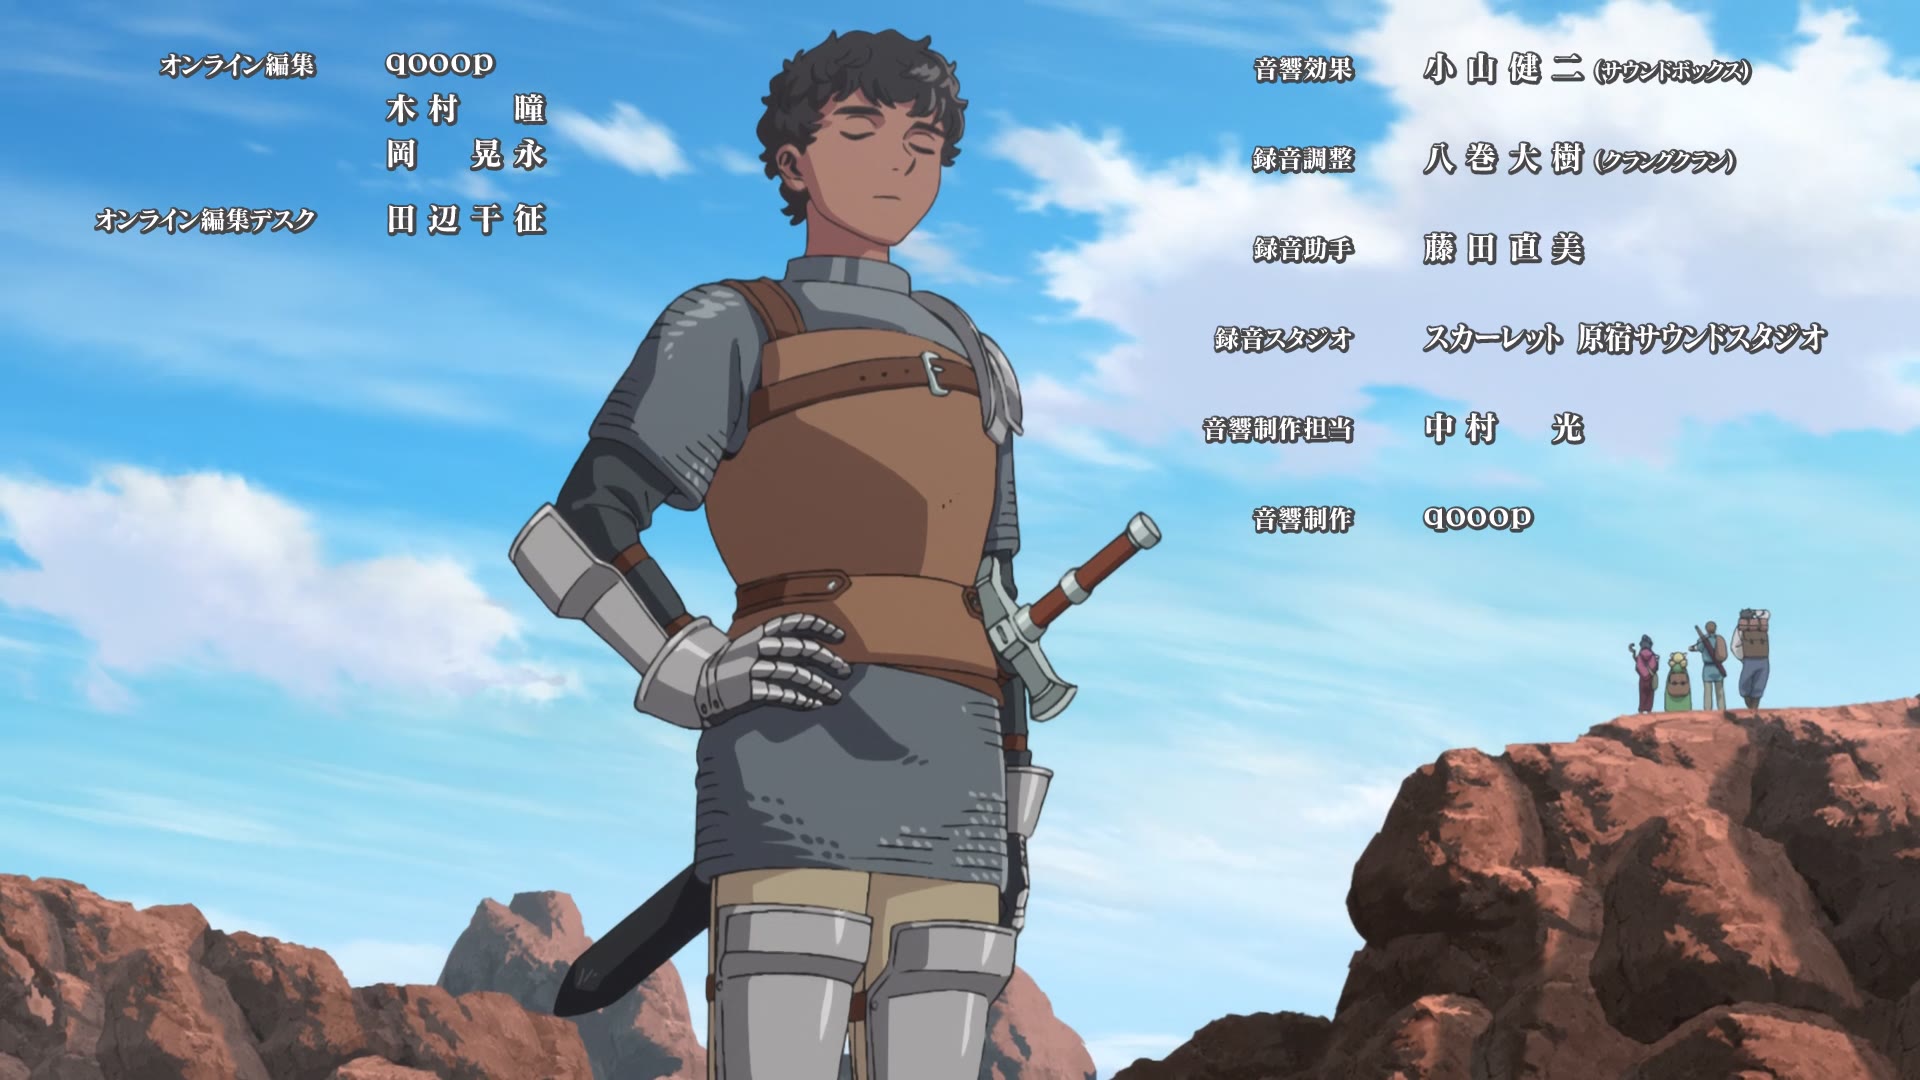 オンライン編集 qooop
木村 瞳
岡 晃永
オンライン編集デスク 田辺干征
音響効果 小山健二(サウンドボックス)
録音調整 八巻大樹(クラングクラン)
録音助手 藤田直美
録音スタジオ スカーレット 原宿サウンドスタジオ
音響制作担当 中村 光
音響制作 qooop